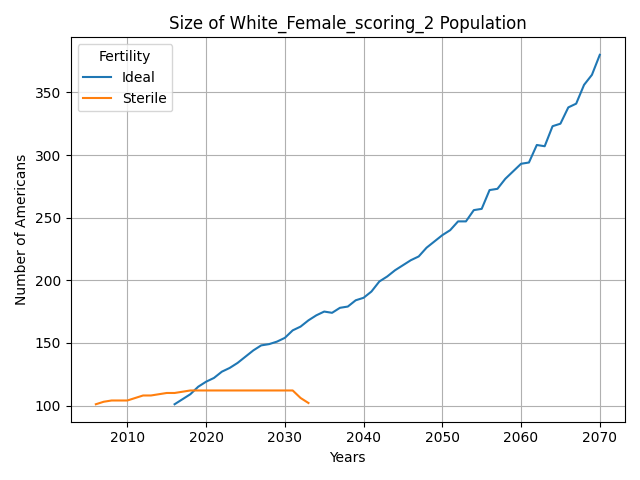 Size of White_Female_scoring_2 Population
Fertility
Ideal
Sterile
Number of Americans
350
300
250
200
150
100
2010 2020 2030 2040 2050 2060 2070
Years